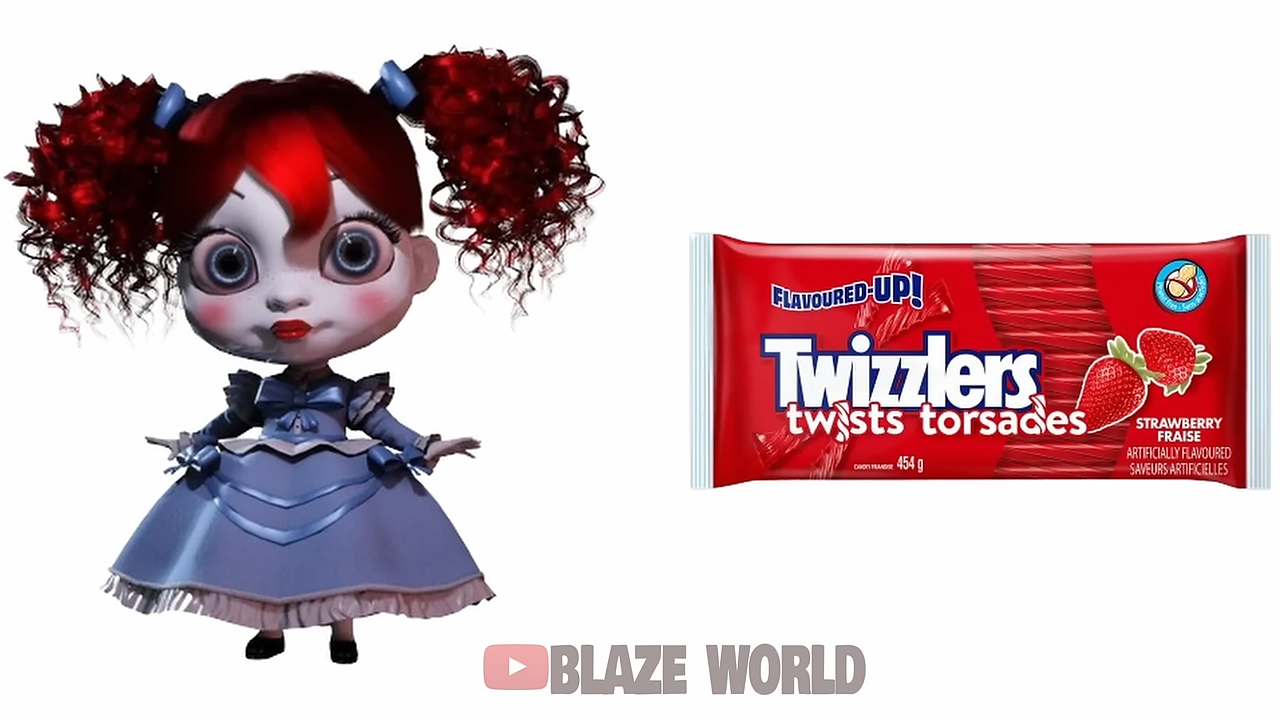 FLAVOURED-UP!
Twizzlers
twists torsades
STRAWBERRY
FRAISE
ARTIFICIALLY FLAVOURED
SAVEURS ARTIFICIELLES
454 g
BLAZE WORLD